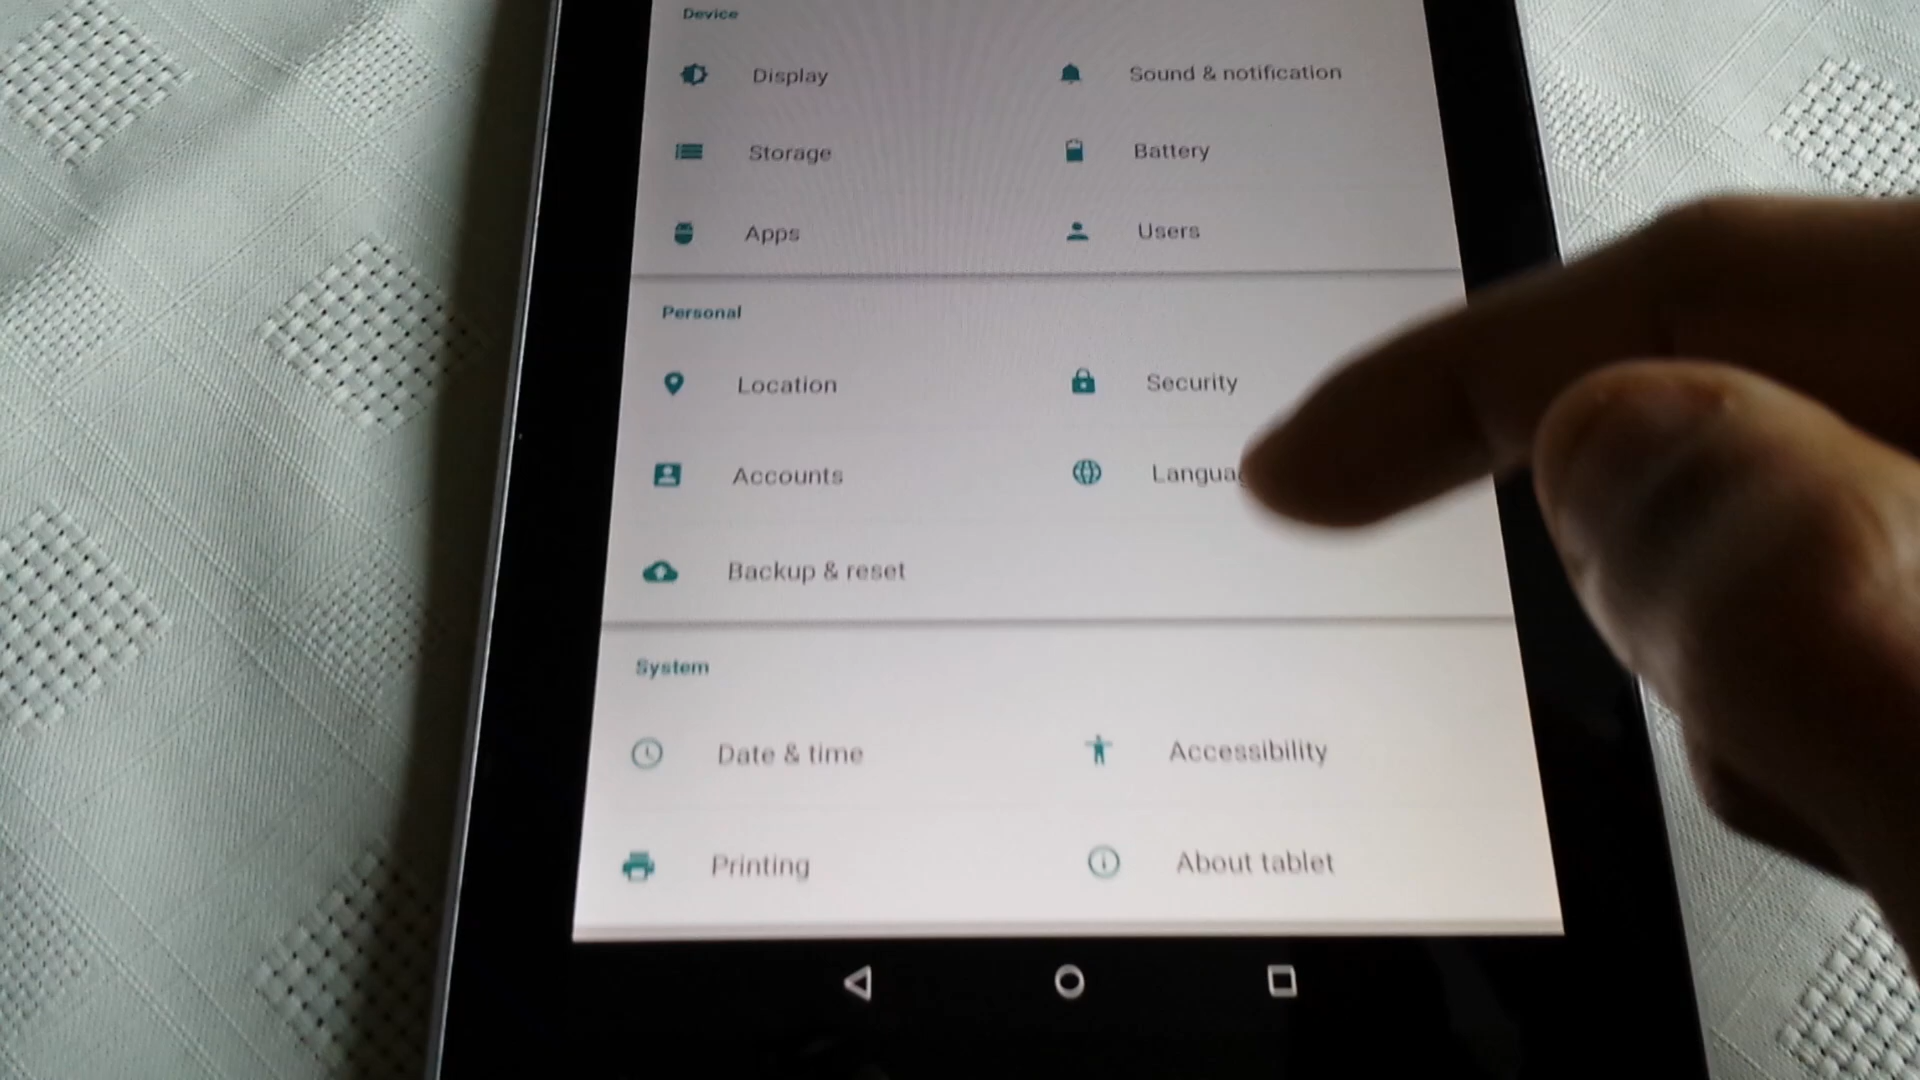 Device
Display
Sound & notification
Storage
Battery
Apps
Users
Personal
Location
Security
Accounts
Backup & reset
System
Date & time
Accessibility
Printing
About tablet